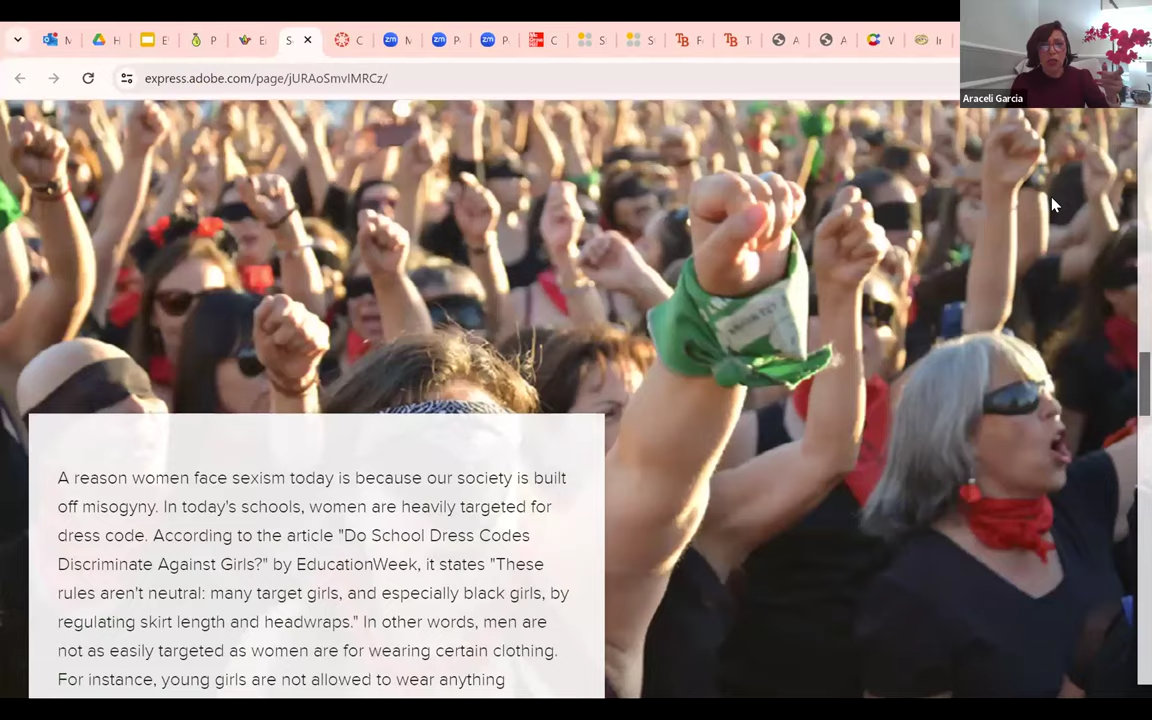 M
H
E
P
E
S
C
M
P
P
C
S
S
F
T
A
A
V
Ir
express.adobe.com/page/jURAoSmvIMRCz/
Araceli Garcia
A reason women face sexism today is because our society is built
off misogyny. In today's schools, women are heavily targeted for
dress code. According to the article "Do School Dress Codes
Discriminate Against Girls?" by EducationWeek, it states "These
rules aren't neutral: many target girls, and especially black girls, by
regulating skirt length and headwraps." In other words, men are
not as easily targeted as women are for wearing certain clothing.
For instance, young girls are not allowed to wear anything